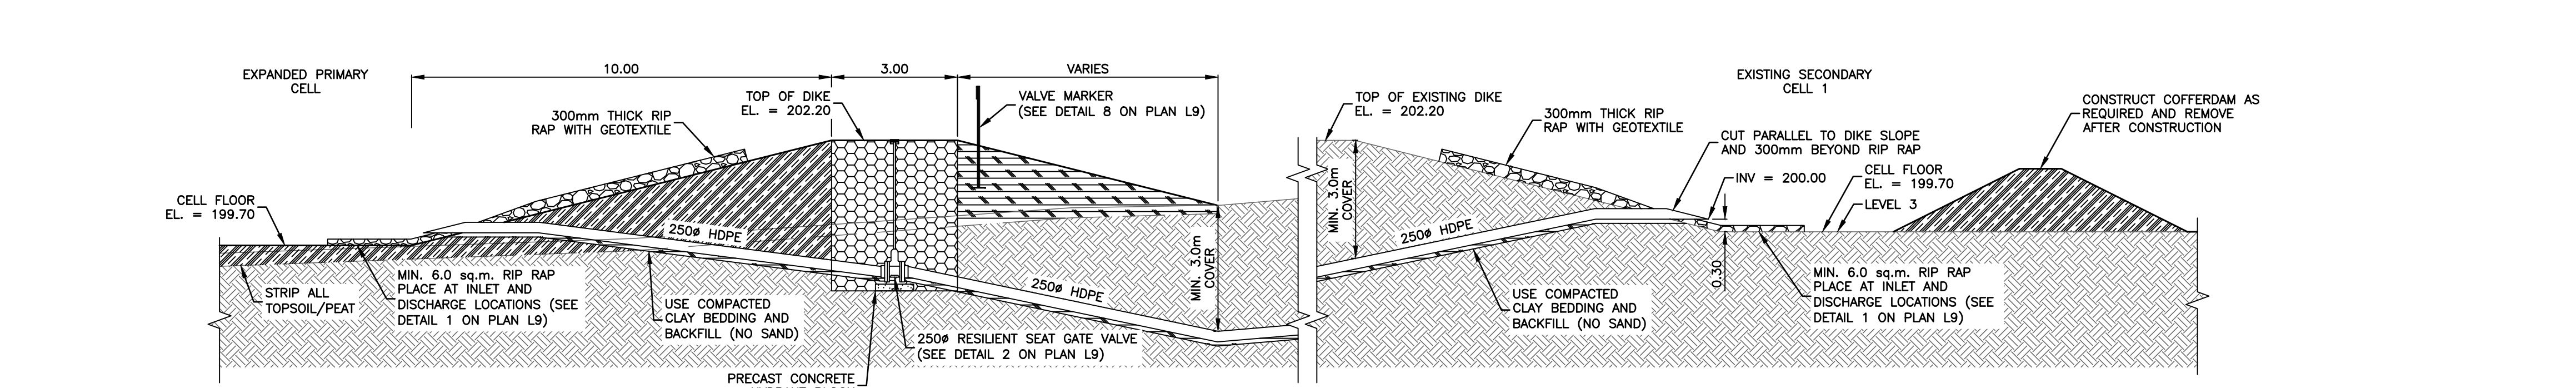 EXPANDED PRIMARY
CELL
10.00
3.00
VARIES
TOP OF DIKE
EL. = 202.20
VALVE MARKER
(SEE DETAIL 8 ON PLAN L9)
300mm THICK RIP
RAP WITH GEOTEXTILE
CELL FLOOR
EL. = 199.70
250ø HDPE
STRIP ALL
TOPSOIL/PEAT
MIN. 6.0 sq.m. RIP RAP
PLACE AT INLET AND
DISCHARGE LOCATIONS (SEE
DETAIL 1 ON PLAN L9)
USE COMPACTED
CLAY BEDDING AND
BACKFILL (NO SAND)
PRECAST CONCRETE
250ø RESILIENT SEAT GATE VALVE
(SEE DETAIL 2 ON PLAN L9)
250ø HDPE
MIN. 3.0m
COVER
TOP OF EXISTING DIKE
EL. = 202.20
MIN. 3.0m
COVER
300mm THICK RIP
RAP WITH GEOTEXTILE
EXISTING SECONDARY
CELL 1
CUT PARALLEL TO DIKE SLOPE
AND 300mm BEYOND RIP RAP
INV = 200.00
CELL FLOOR
EL. = 199.70
LEVEL 3
CONSTRUCT COFFERDAM AS
REQUIRED AND REMOVE
AFTER CONSTRUCTION
250ø HDPE
0.30
USE COMPACTED
CLAY BEDDING AND
BACKFILL (NO SAND)
MIN. 6.0 sq.m. RIP RAP
PLACE AT INLET AND
DISCHARGE LOCATIONS (SEE
DETAIL 1 ON PLAN L9)